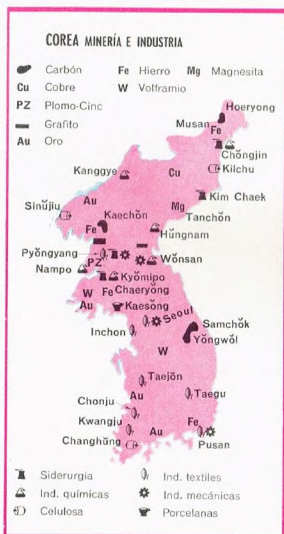 COREA MINERÍA E INDUSTRIA
Carbón Fe Hierro Mg Magnesita
Cu Cobre W Volframio
PZ Plomo-Cinc
Grafito
Au Oro
Hoeryong
Musan
Fe
Chŏngjin
Kanggye Cu Kilchu
Au Kim Chaek
Sinŭjiu Mg Tanchŏn
Kaechŏn
Fe Hŭngnam
Pyŏngyang
PZ Wŏnsan
Nampo Kyŏmipo
W Fe Chaeryŏng
Au Kaesŏng
Seoul
Inchon Samchŏk
Yŏngwŏl
W
Taejŏn
Au Taegu
Chonju
Kwangju Fe
Au
Changhŭng Pusan
Siderurgia Ind. textiles
Ind. químicas Ind. mecánicas
Celulosa Porcelanas